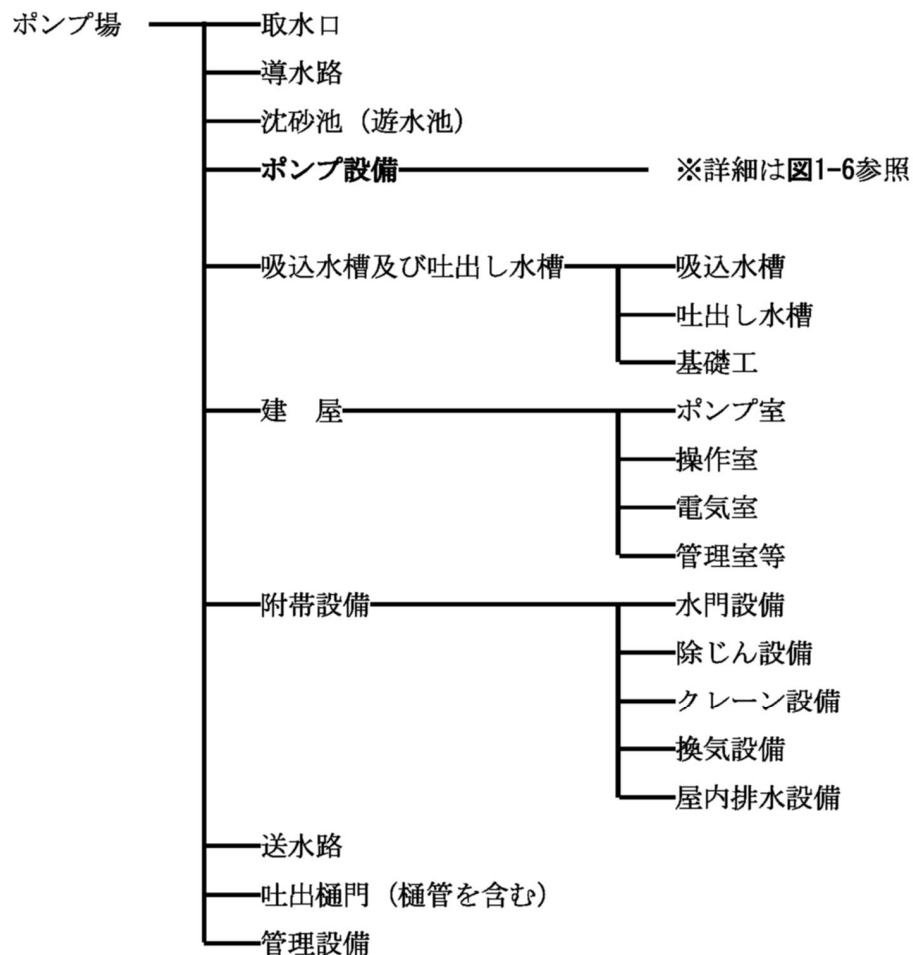 ポンプ場 取水口
導水路
沈砂池（遊水池）
ポンプ設備 ※詳細は図1-6参照
吸込水槽及び吐出し水槽 吸込水槽
吐出し水槽
基礎工
建　屋 ポンプ室
操作室
電気室
管理室等
附帯設備 水門設備
除じん設備
クレーン設備
換気設備
屋内排水設備
送水路
吐出樋門（樋管を含む）
管理設備